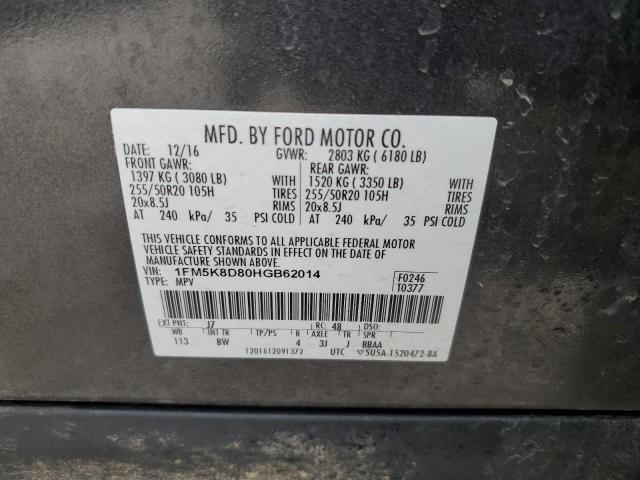 MFD. BY FORD MOTOR CO.
DATE: 12/16 GVWR: 2803 KG ( 6180 LB)
FRONT GAWR: REAR GAWR:
1397 KG ( 3080 LB) WITH 1520 KG ( 3350 LB) WITH
255/50R20 105H TIRES 255/50R20 105H TIRES
20x8.5J RIMS 20x8.5J RIMS
AT 240 kPa/ 35 PSI COLD AT 240 kPa/ 35 PSI COLD
THIS VEHICLE CONFORMS TO ALL APPLICABLE FEDERAL MOTOR
VEHICLE SAFETY STANDARDS IN EFFECT ON THE DATE OF
MANUFACTURE SHOWN ABOVE.
VIN: 1FM5K8D80HGB62014 F0246
TYPE: MPV T0377
EXT PNT: J7 RC: 48 DSO:
WB INT TR TP/PS R AXLE TR SPR
113 BW 4 3J J BBAA
1201612091372 UTC ▽5U5A-1520472-BA